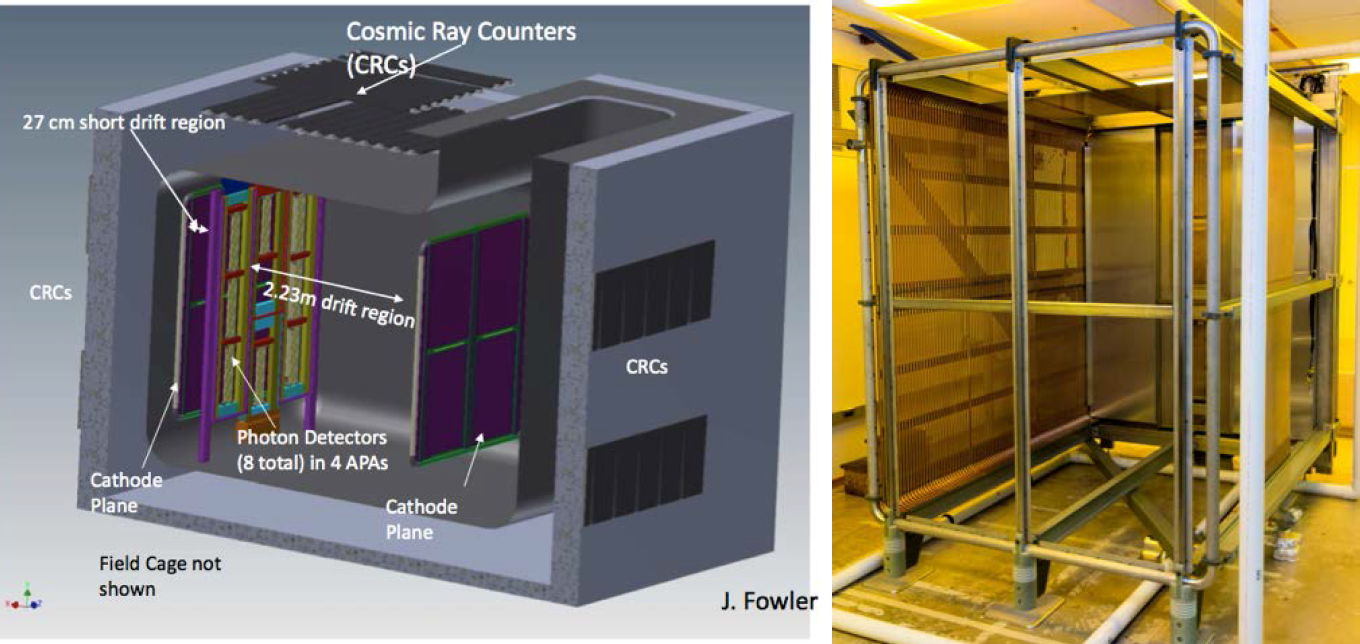 Cosmic Ray Counters
(CRCs)
27 cm short drift region
CRCs
2.23m drift region
CRCs
Photon Detectors
(8 total) in 4 APAs
Cathode
Plane
Cathode
Plane
Field Cage not
shown
J. Fowler